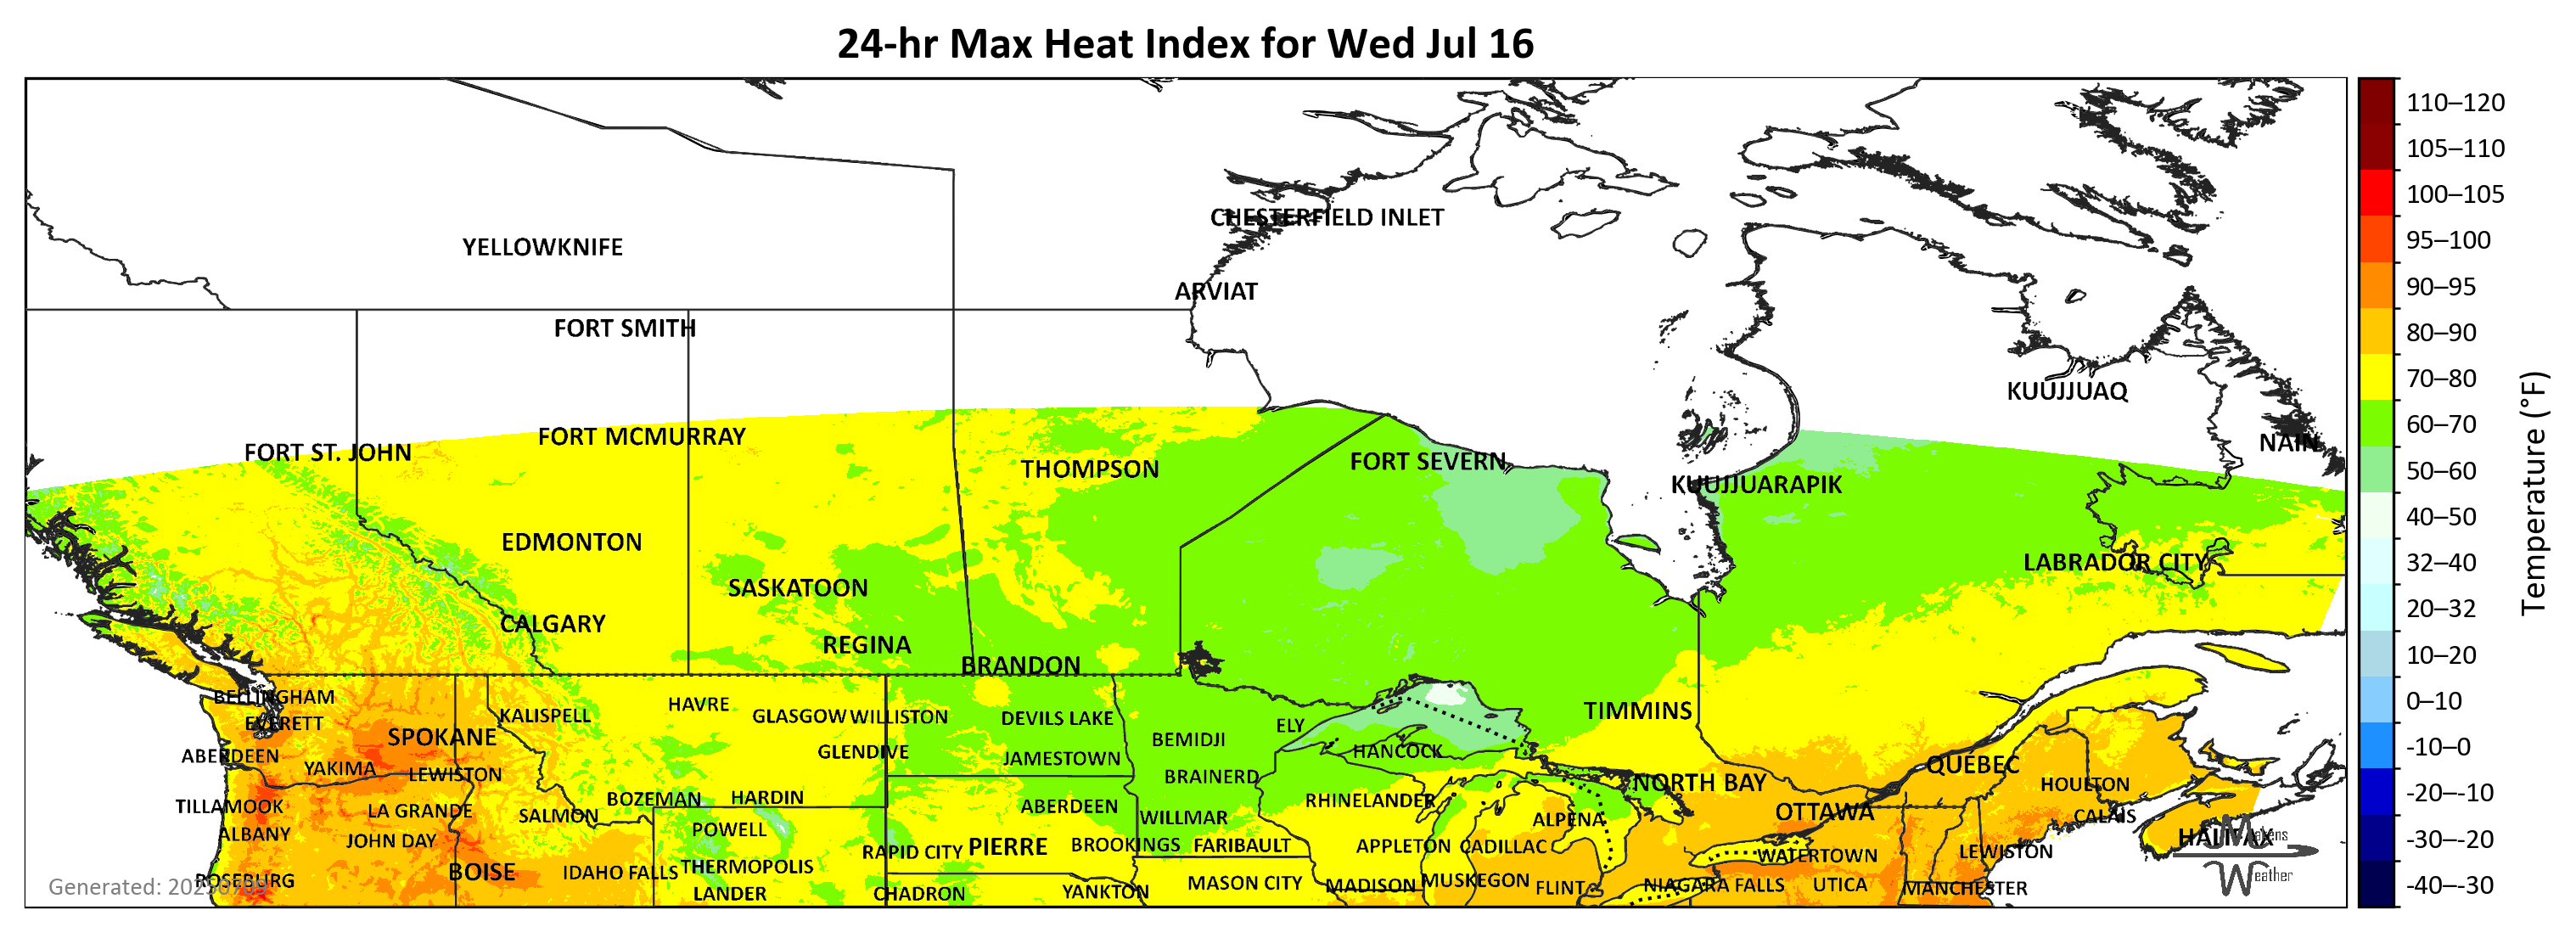 24-hr Max Heat Index for Wed Jul 16
CHESTERFIELD INLET
YELLOWKNIFE
ARVIAT
FORT SMITH
KUUJJUAQ
FORT MCMURRAY
NAIN
FORT ST. JOHN
FORT SEVERN
THOMPSON
KUUJJUARAPIK
EDMONTON
LABRADOR CITY
SASKATOON
CALGARY
REGINA
BRANDON
BELLINGHAM
HAVRE
TIMMINS
KALISPELL
GLASGOW
WILLISTON
DEVILS LAKE
EVERETT
ELY
SPOKANE
BEMIDJI
GLENDIVE
HANCOCK
ABERDEEN
JAMESTOWN
QUÉBEC
YAKIMA
LEWISTON
BRAINERD
NORTH BAY
HOULTON
BOZEMAN
HARDIN
RHINELANDER
TILLAMOOK
ABERDEEN
LA GRANDE
OTTAWA
SALMON
WILLMAR
CALAIS
ALPENA
POWELL
ALBANY
HALIFAX
JOHN DAY
BROOKINGS
FARIBAULT
APPLETON
CADILLAC
PIERRE
RAPID CITY
LEWISTON
WATERTOWN
THERMOPOLIS
BOISE
IDAHO FALLS
ROSEBURG
MUSKEGON
MASON CITY
MADISON
NIAGARA FALLS
UTICA
FLINT
MANCHESTER
LANDER
CHADRON
YANKTON
Weather
110–120
105–110
100–105
95–100
90–95
80–90
70–80
60–70
50–60
40–50
32–40
20–32
10–20
0–10
-10–0
-20–-10
-30–-20
-40–-30
Temperature (°F)